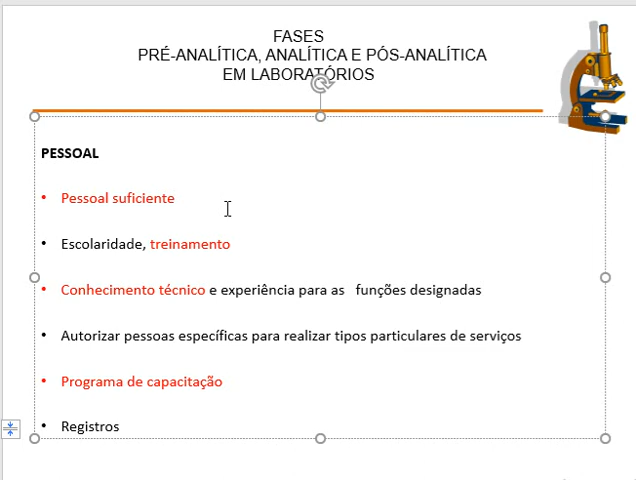 FASES
PRÉ-ANALÍTICA, ANALÍTICA E PÓS-ANALÍTICA
EM LABORATÓRIOS
PESSOAL
• Pessoal suficiente
• Escolaridade, treinamento
• Conhecimento técnico e experiência para as funções designadas
• Autorizar pessoas específicas para realizar tipos particulares de serviços
• Programa de capacitação
• Registros